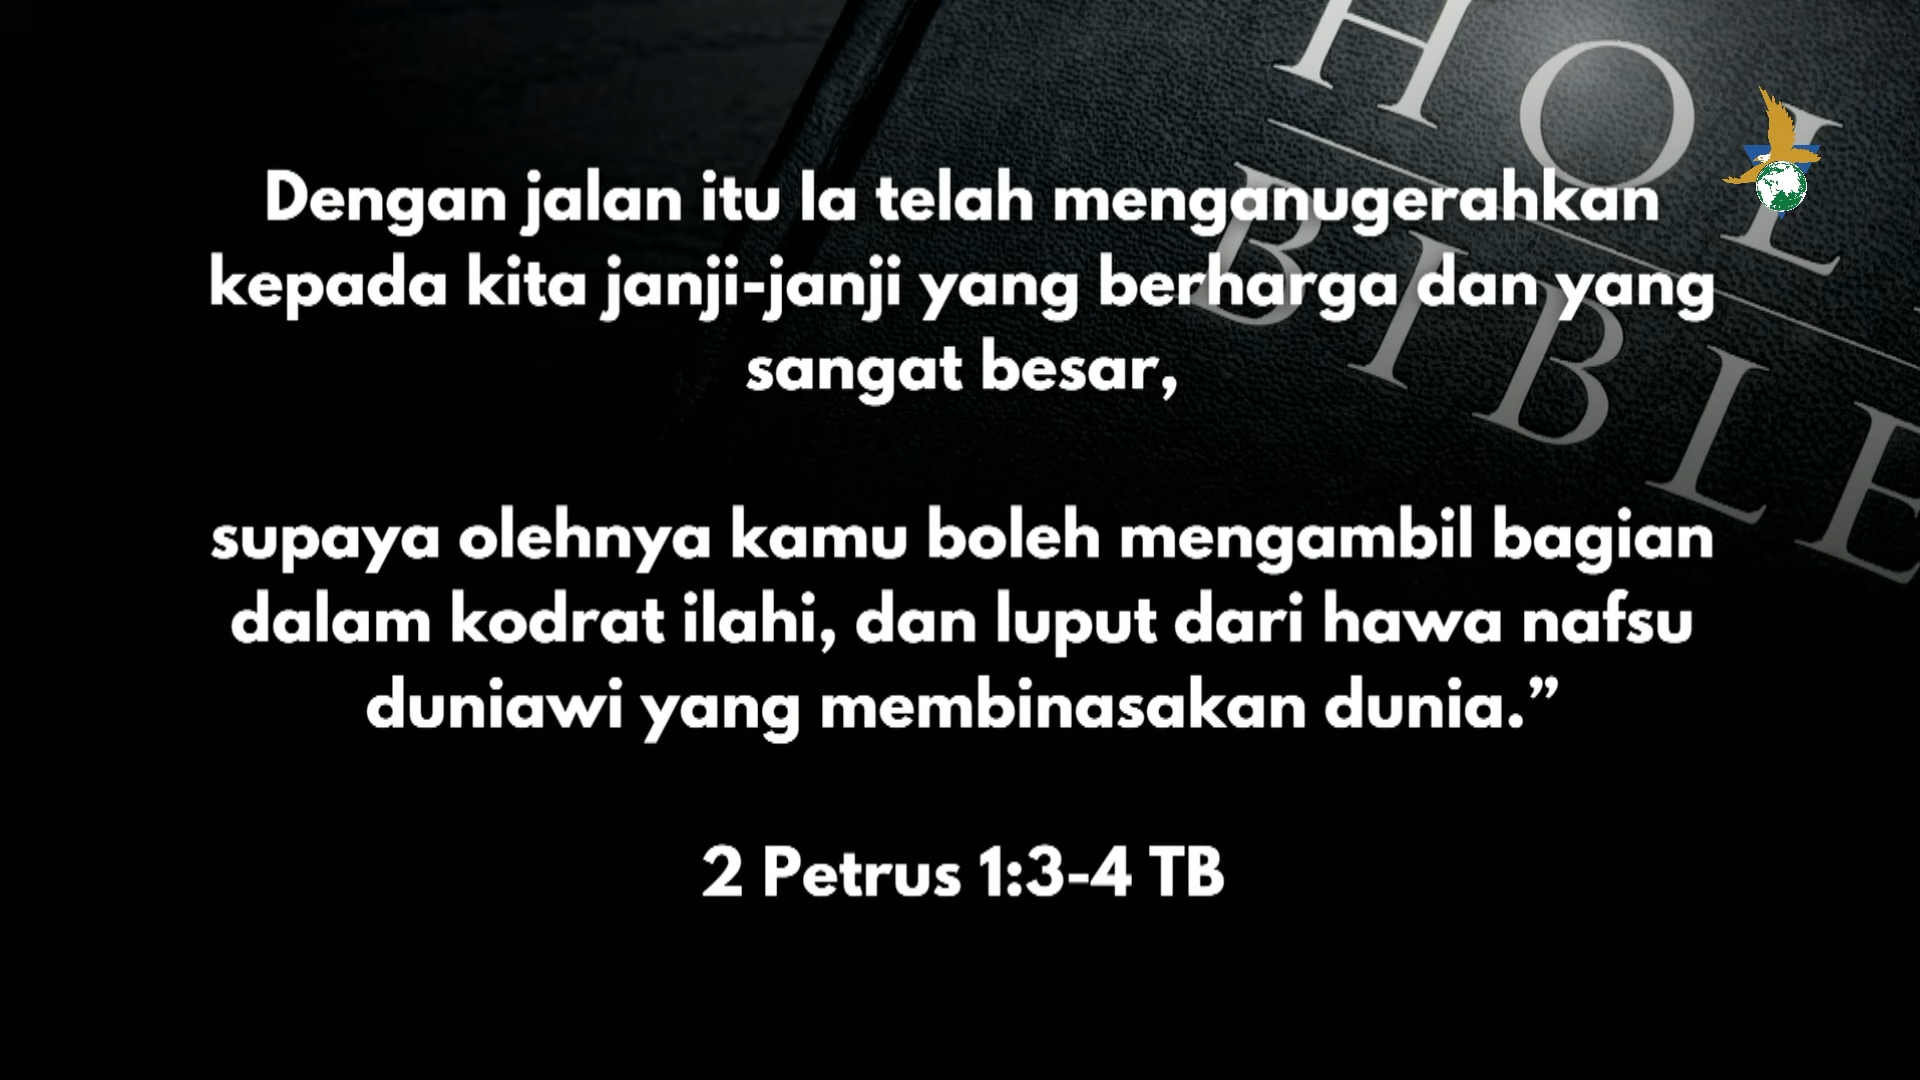 HOL
BIBLE
Dengan jalan itu Ia telah menganugerahkan
kepada kita janji-janji yang berharga dan yang
sangat besar,
supaya olehnya kamu boleh mengambil bagian
dalam kodrat ilahi, dan luput dari hawa nafsu
duniawi yang membinasakan dunia.”
2 Petrus 1:3-4 TB